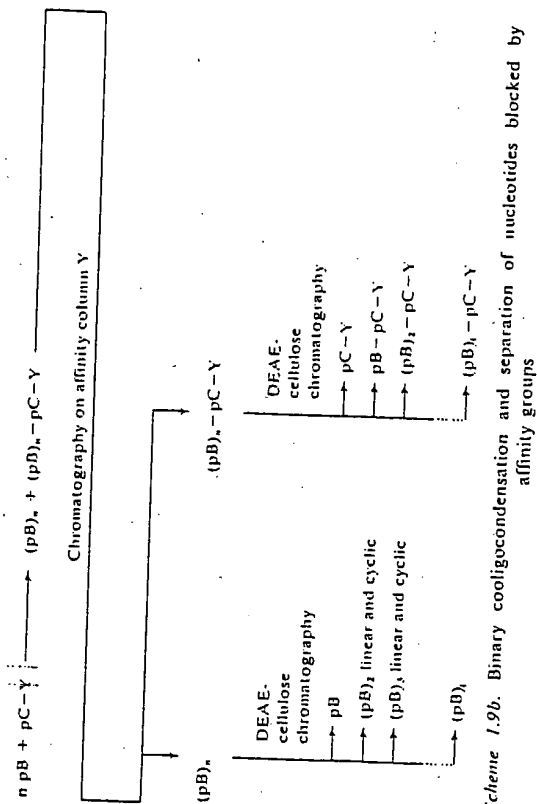 n pB + pC–Y → (pB)ₙ + (pB)ₙ–pC–Y
Chromatography on affinity column Y
(pB)ₙ
DEAE-
cellulose
chromatography
pB
(pB)₂ linear and cyclic
(pB)₃ linear and cyclic
(pB)ᵢ
(pB)ₙ–pC–Y
DEAE-
cellulose
chromatography
pC–Y
pB–pC–Y
(pB)₂–pC–Y
(pB)ᵢ–pC–Y
cheme 1.9b. Binary cooligocondensation and separation of nucleotides blocked by
affinity groups